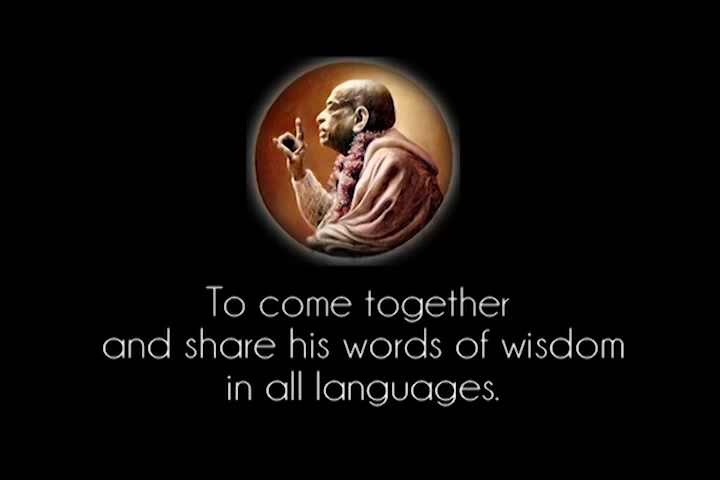 To come together
and share his words of wisdom
in all languages.